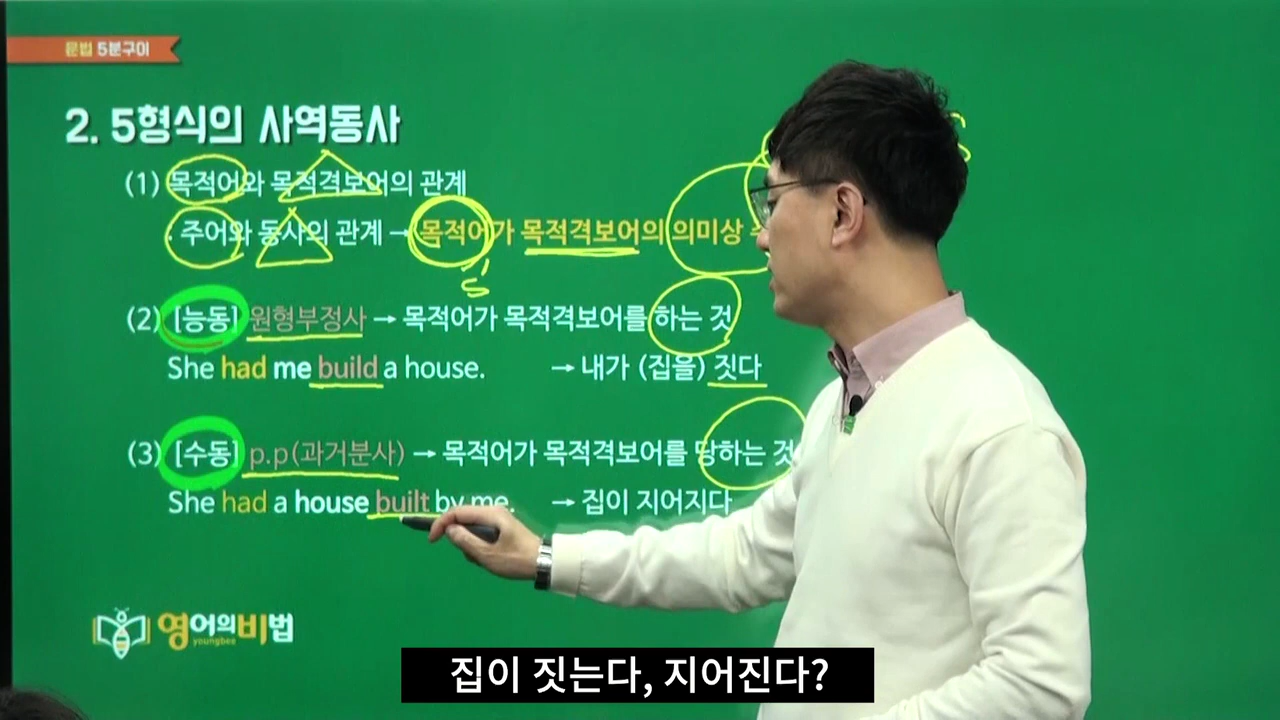 문법 5분구이
2. 5형식의 사역동사
(1) 목적어와 목적격보어의 관계
. 주어와 동사의 관계 → 목적어가 목적격보어의 의미상
(2) [능동] 원형부정사 → 목적어가 목적격보어를 하는 것
She had me build a house. → 내가 (집을) 짓다
(3) [수동] p.p(과거분사) → 목적어가 목적격보어를 당하는 것
She had a house built by me. → 집이 지어지다
영어의비법
youngbee
집이 짓는다, 지어진다?